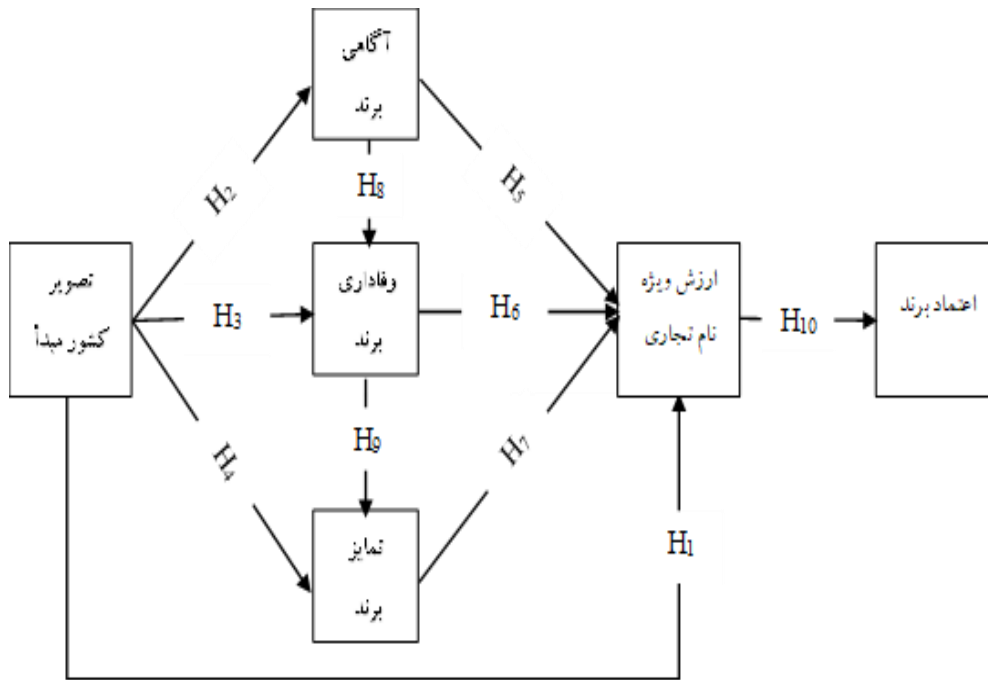 آگاهی
برند
H8
H2
H5
تصویر
کشور مبدأ
H3
وفاداری
برند
H6
ارزش ویژه
نام تجاری
H10
اعتماد برند
H9
H4
H7
تمایز
برند
H1